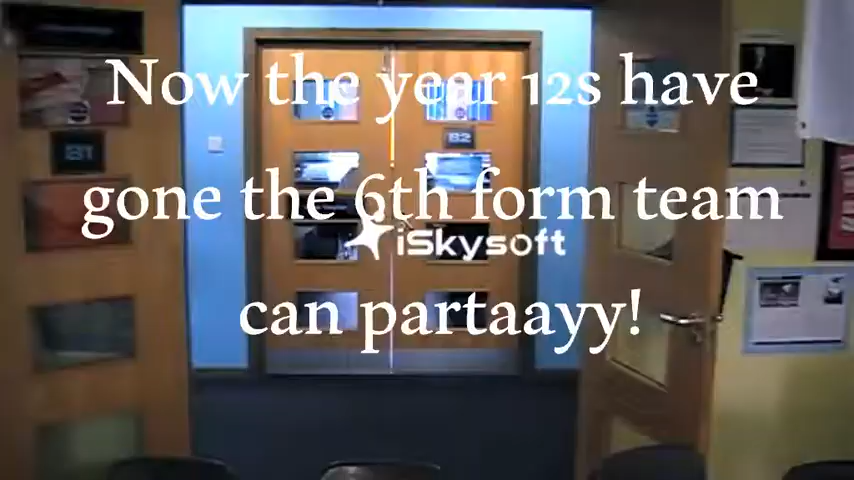 Now the year 12s have
gone the 6th form team
iSkysoft
can partaayy!
B1
B2